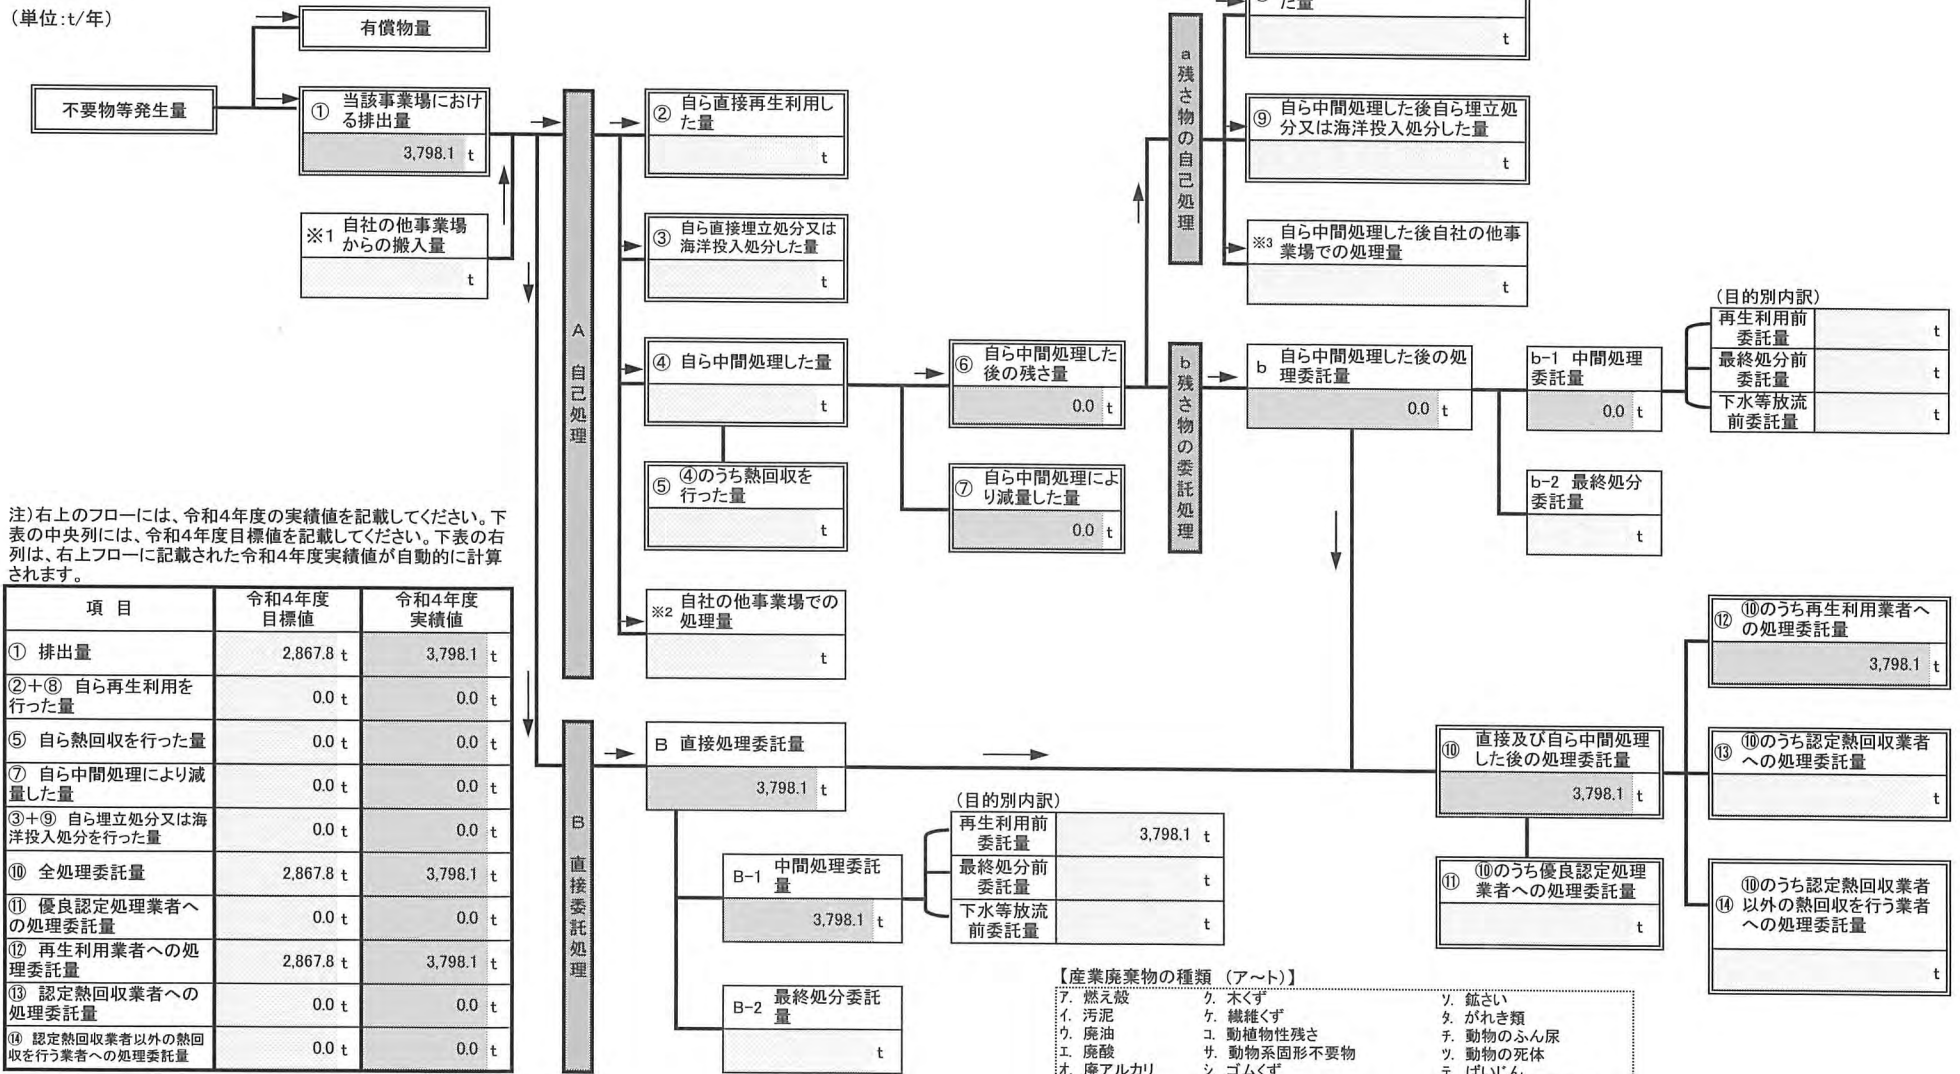 (単位:t/年)
有償物量
不要物等発生量
① 当該事業場におけ
る排出量
3,798.1 t
※1 自社の他事業場
からの搬入量
t
A 自己処理
② 自ら直接再生利用し
た量
t
③ 自ら直接埋立処分又は
海洋投入処分した量
t
④ 自ら中間処理した量
t
⑤ ④のうち熱回収を
行った量
t
※2 自社の他事業場での
処理量
t
⑥ 自ら中間処理した
後の残さ量
0.0 t
⑦ 自ら中間処理によ
り減量した量
0.0 t
a 残さ物の自己処理
た量
t
⑨ 自ら中間処理した後自ら埋立処
分又は海洋投入処分した量
t
※3 自ら中間処理した後自社の他事
業場での処理量
t
b 残さ物の委託処理
b 自ら中間処理した後の処
理委託量
0.0 t
b-1 中間処理
委託量
0.0 t
(目的別内訳)
再生利用前
委託量
t
最終処分前
委託量
t
下水等放流
前委託量
t
b-2 最終処分
委託量
t
注)右上のフローには、令和4年度の実績値を記載してください。下
表の中央列には、令和4年度目標値を記載してください。下表の右
列は、右上フローに記載された令和4年度実績値が自動的に計算
されます。
項 目
令和4年度
目標値
令和4年度
実績値
① 排出量 2,867.8 t 3,798.1 t
②+⑧ 自ら再生利用を
行った量 0.0 t 0.0 t
⑤ 自ら熱回収を行った量 0.0 t 0.0 t
⑦ 自ら中間処理により減
量した量 0.0 t 0.0 t
③+⑨ 自ら埋立処分又は海
洋投入処分を行った量 0.0 t 0.0 t
⑩ 全処理委託量 2,867.8 t 3,798.1 t
⑪ 優良認定処理業者へ
の処理委託量 0.0 t 0.0 t
⑫ 再生利用業者への処
理委託量 2,867.8 t 3,798.1 t
⑬ 認定熱回収業者への
処理委託量 0.0 t 0.0 t
⑭ 認定熱回収業者以外の熱回
収を行う業者への処理委託量 0.0 t 0.0 t
B 直接委託処理
B 直接処理委託量
3,798.1 t
B-1 中間処理委託
量
3,798.1 t
(目的別内訳)
再生利用前
委託量
3,798.1 t
最終処分前
委託量
t
下水等放流
前委託量
t
B-2 最終処分委託
量
t
⑩ 直接及び自ら中間処理
した後の処理委託量
3,798.1 t
⑪ ⑩のうち優良認定処理
業者への処理委託量
t
⑫ ⑩のうち再生利用業者へ
の処理委託量
3,798.1 t
⑬ ⑩のうち認定熱回収業者
への処理委託量
t
⑭ ⑩のうち認定熱回収業者
以外の熱回収を行う業者
への処理委託量
t
【産業廃棄物の種類 (ア~ト)】
ア. 燃え殻 ク. 木くず ソ. 鉱さい
イ. 汚泥 ケ. 繊維くず タ. がれき類
ウ. 廃油 コ. 動植物性残さ チ. 動物のふん尿
エ. 廃酸 サ. 動物系固形不要物 ツ. 動物の死体
オ. 廃アルカリ シ. ゴムくず テ. ばいじん